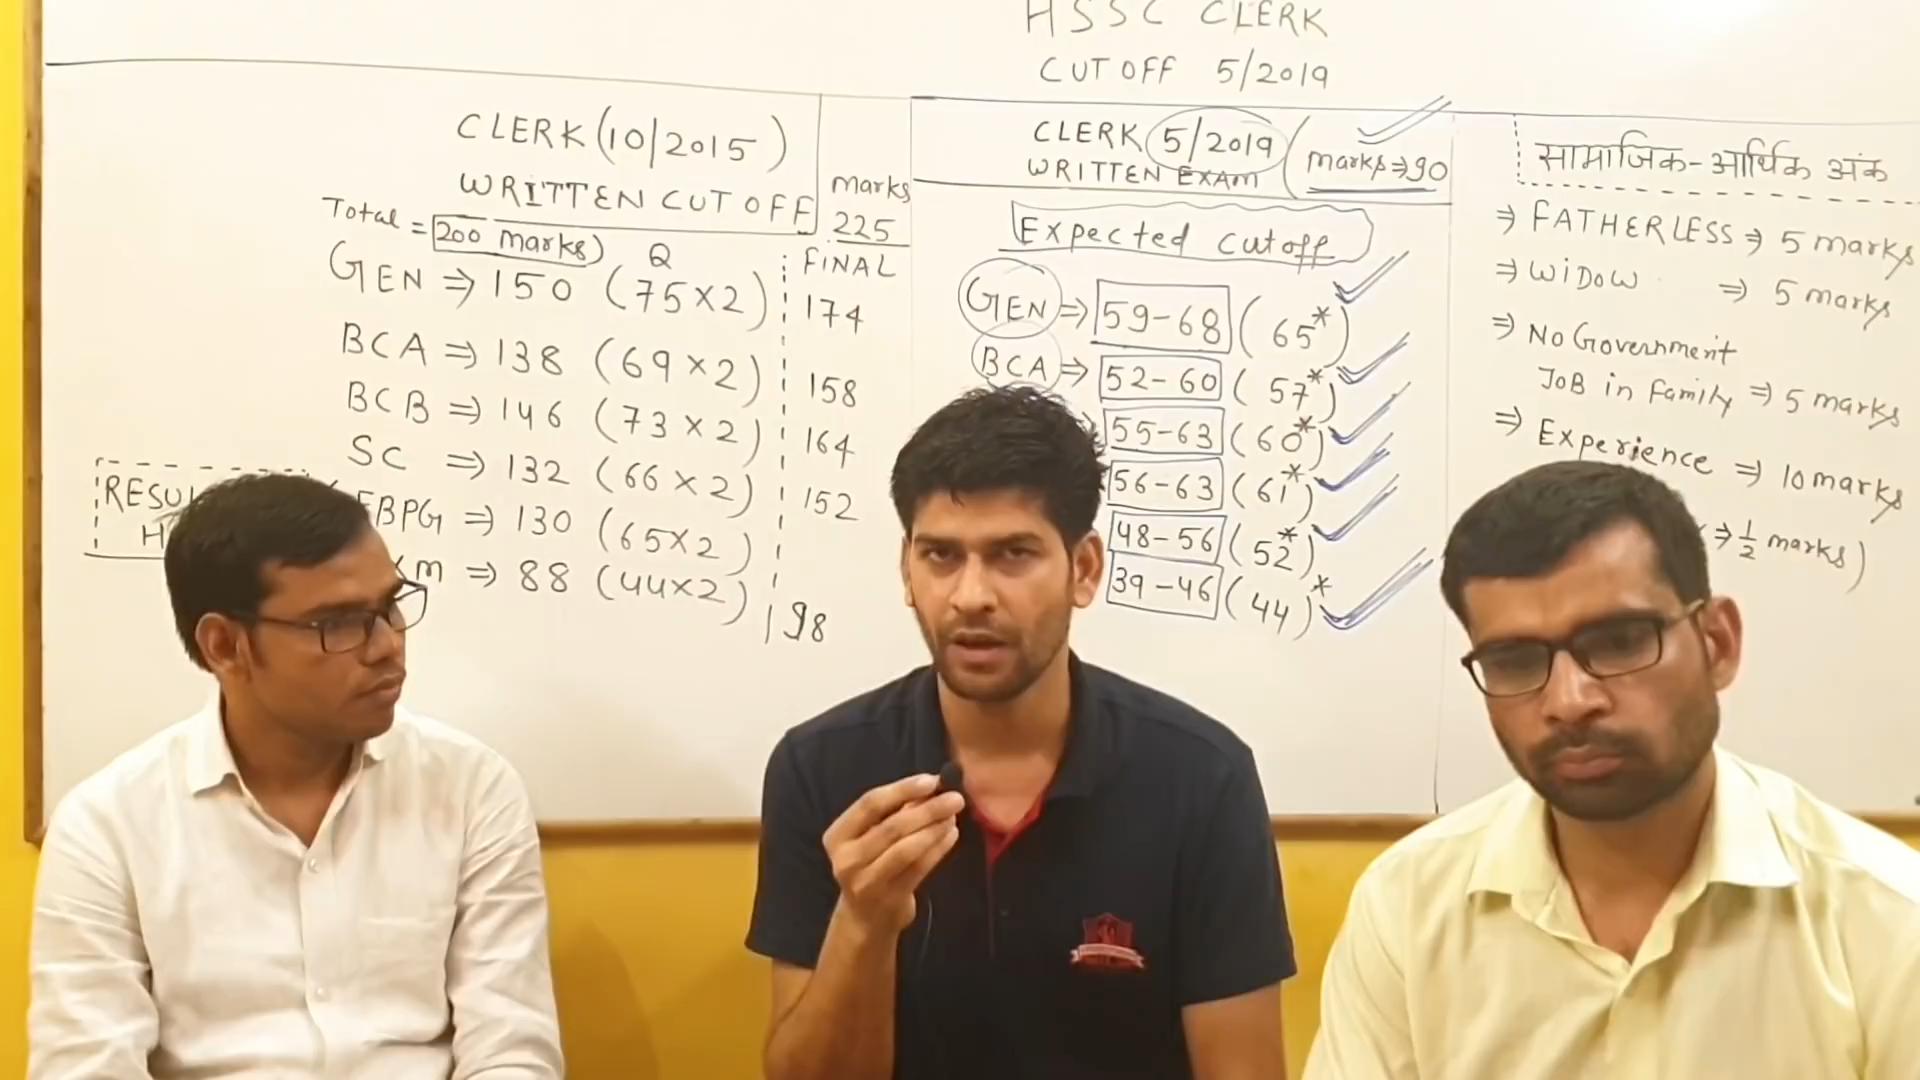 HSSC CLERK
CUT OFF 5/2019
CLERK (10/2015)
WRITTEN CUT OFF
Total = 200 marks) Q
marks
225
FINAL
GEN ⇒ 150 (75×2) 174
BCA ⇒ 138 (69×2) 158
BCB ⇒ 146 (73×2) 164
SC ⇒ 132 (66×2) 152
EBPG ⇒ 130 (65×2)
m ⇒ 88 (44×2) 98
CLERK 5/2019 (marks⇒90
WRITTEN EXAM
Expected cutoff
GEN ⇒ 59-68 (65*)
BCA ⇒ 52-60 (57*)
55-63 (60*)
56-63 (61*)
48-56 (52*)
39-46 (44)*
सामाजिक-आर्थिक अंक
⇒ FATHERLESS ⇒ 5 marks
⇒ WIDOW ⇒ 5 marks
⇒ No Government
JOB in family ⇒ 5 marks
⇒ Experience ⇒ 10 marks
⇒ ½ marks)